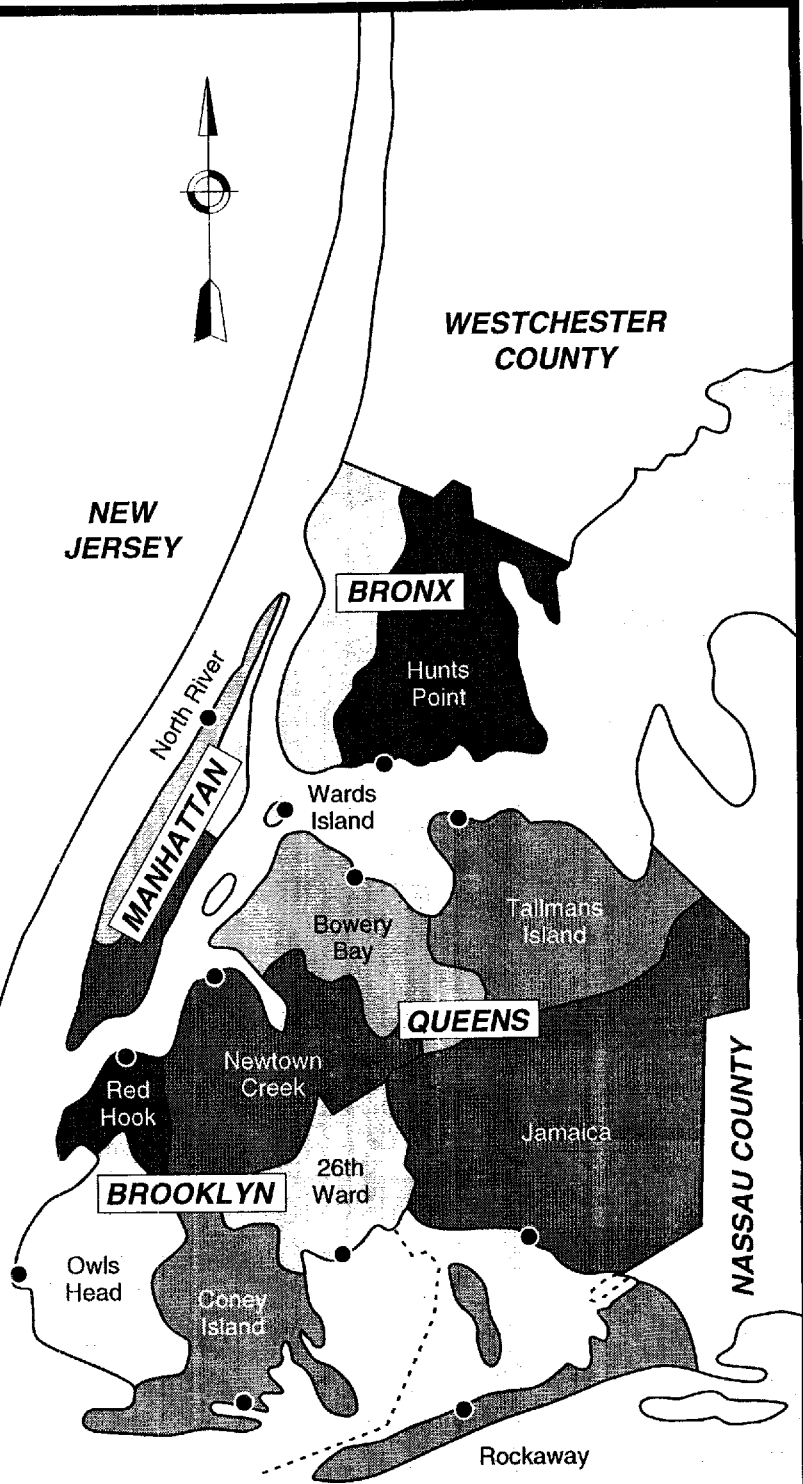 WESTCHESTER
COUNTY
NEW
JERSEY
BRONX
Hunts
Point
North River
MANHATTAN
Wards
Island
Tallmans
Island
Bowery
Bay
QUEENS
Newtown
Creek
Red
Hook
Jamaica
NASSAU COUNTY
26th
Ward
BROOKLYN
Owls
Head
Coney
Island
Rockaway